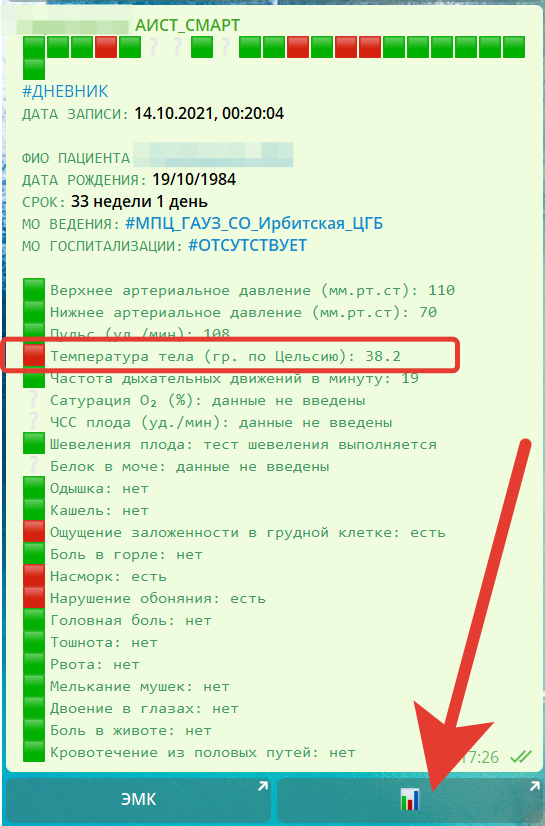 АИСТ_СМАРТ
#ДНЕВНИК
ДАТА ЗАПИСИ: 14.10.2021, 00:20:04
ФИО ПАЦИЕНТА
ДАТА РОЖДЕНИЯ: 19/10/1984
СРОК: 33 недели 1 день
МО ВЕДЕНИЯ: #МПЦ_ГАУЗ_СО_Ирбитская_ЦГБ
МО ГОСПИТАЛИЗАЦИИ: #ОТСУТСТВУЕТ
Верхнее артериальное давление (мм.рт.ст): 110
Нижнее артериальное давление (мм.рт.ст): 70
Пульс (уд./мин): 108
Температура тела (гр. по Цельсию): 38.2
Частота дыхательных движений в минуту: 19
Сатурация O₂ (%): данные не введены
ЧСС плода (уд./мин): данные не введены
Шевеления плода: тест шевеления выполняется
Белок в моче: данные не введены
Одышка: нет
Кашель: нет
Ощущение заложенности в грудной клетке: есть
Боль в горле: нет
Насморк: есть
Нарушение обоняния: есть
Головная боль: нет
Тошнота: нет
Рвота: нет
Мелькание мушек: нет
Двоение в глазах: нет
Боль в животе: нет
Кровотечение из половых путей: нет
17:26
ЭМК